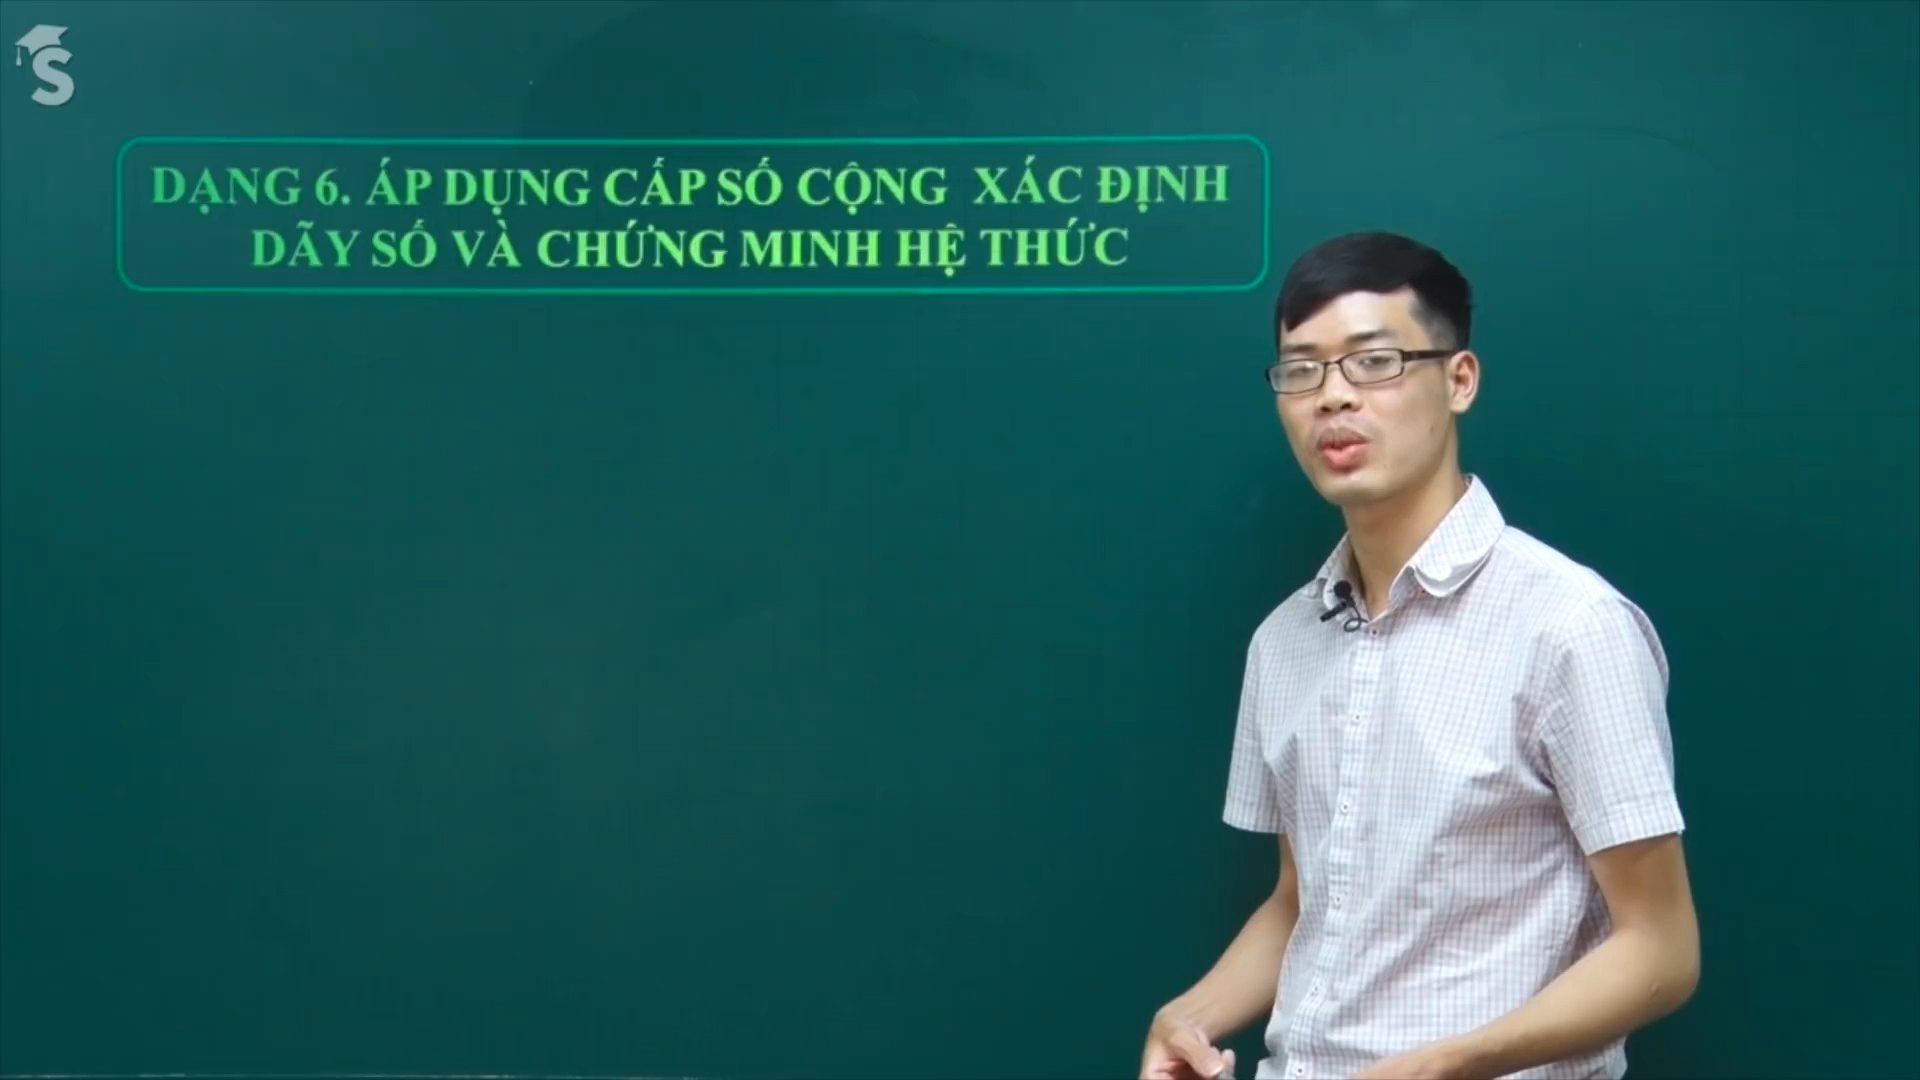 S
DẠNG 6. ÁP DỤNG CẤP SỐ CỘNG XÁC ĐỊNH
DÃY SỐ VÀ CHỨNG MINH HỆ THỨC